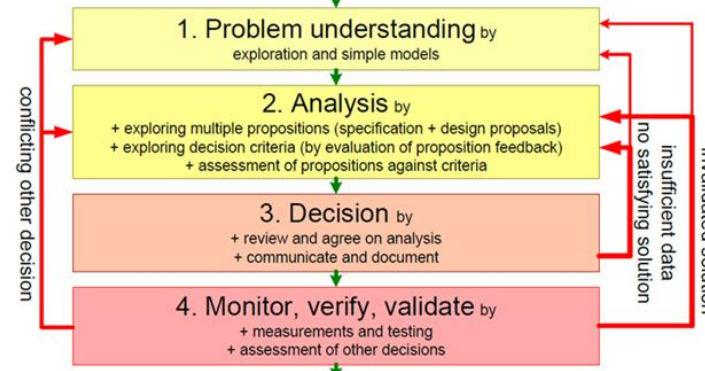 1. Problem understanding by
exploration and simple models
2. Analysis by
+ exploring multiple propositions (specification + design proposals)
+ exploring decision criteria (by evaluation of proposition feedback)
+ assessment of propositions against criteria
3. Decision by
+ review and agree on analysis
+ communicate and document
4. Monitor, verify, validate by
+ measurements and testing
+ assessment of other decisions
conflicting other decision
insufficient data
no satisfying solution